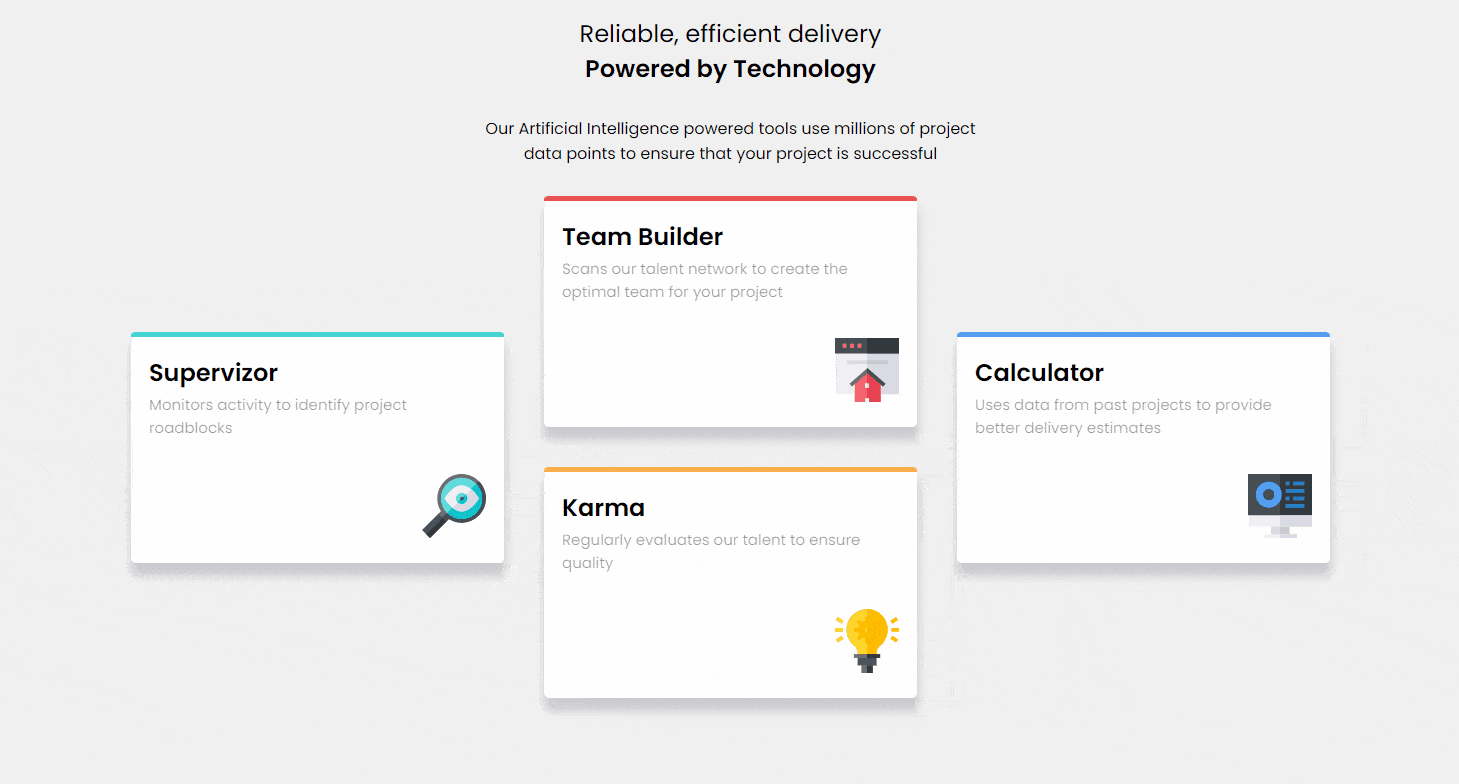 Reliable, efficient delivery
Powered by Technology
Our Artificial Intelligence powered tools use millions of project
data points to ensure that your project is successful
Team Builder
Scans our talent network to create the
optimal team for your project
Supervizor
Monitors activity to identify project
roadblocks
Calculator
Uses data from past projects to provide
better delivery estimates
Karma
Regularly evaluates our talent to ensure
quality